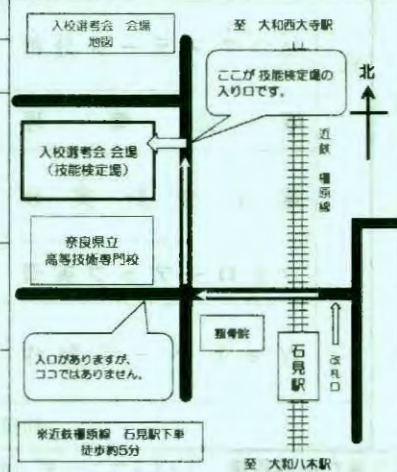 入校選考会 会場
地図
至 大和西大寺駅
ここが 技能検定場の
入り口です。
北
近鉄 橿原線
入校選考会 会場
(技能検定場)
奈良県立
高等技術専門校
入口がありますが、
ココではありません。
整骨院
石見駅
改札口
※近鉄橿原線 石見駅下車
徒歩約5分
至 大和八木駅